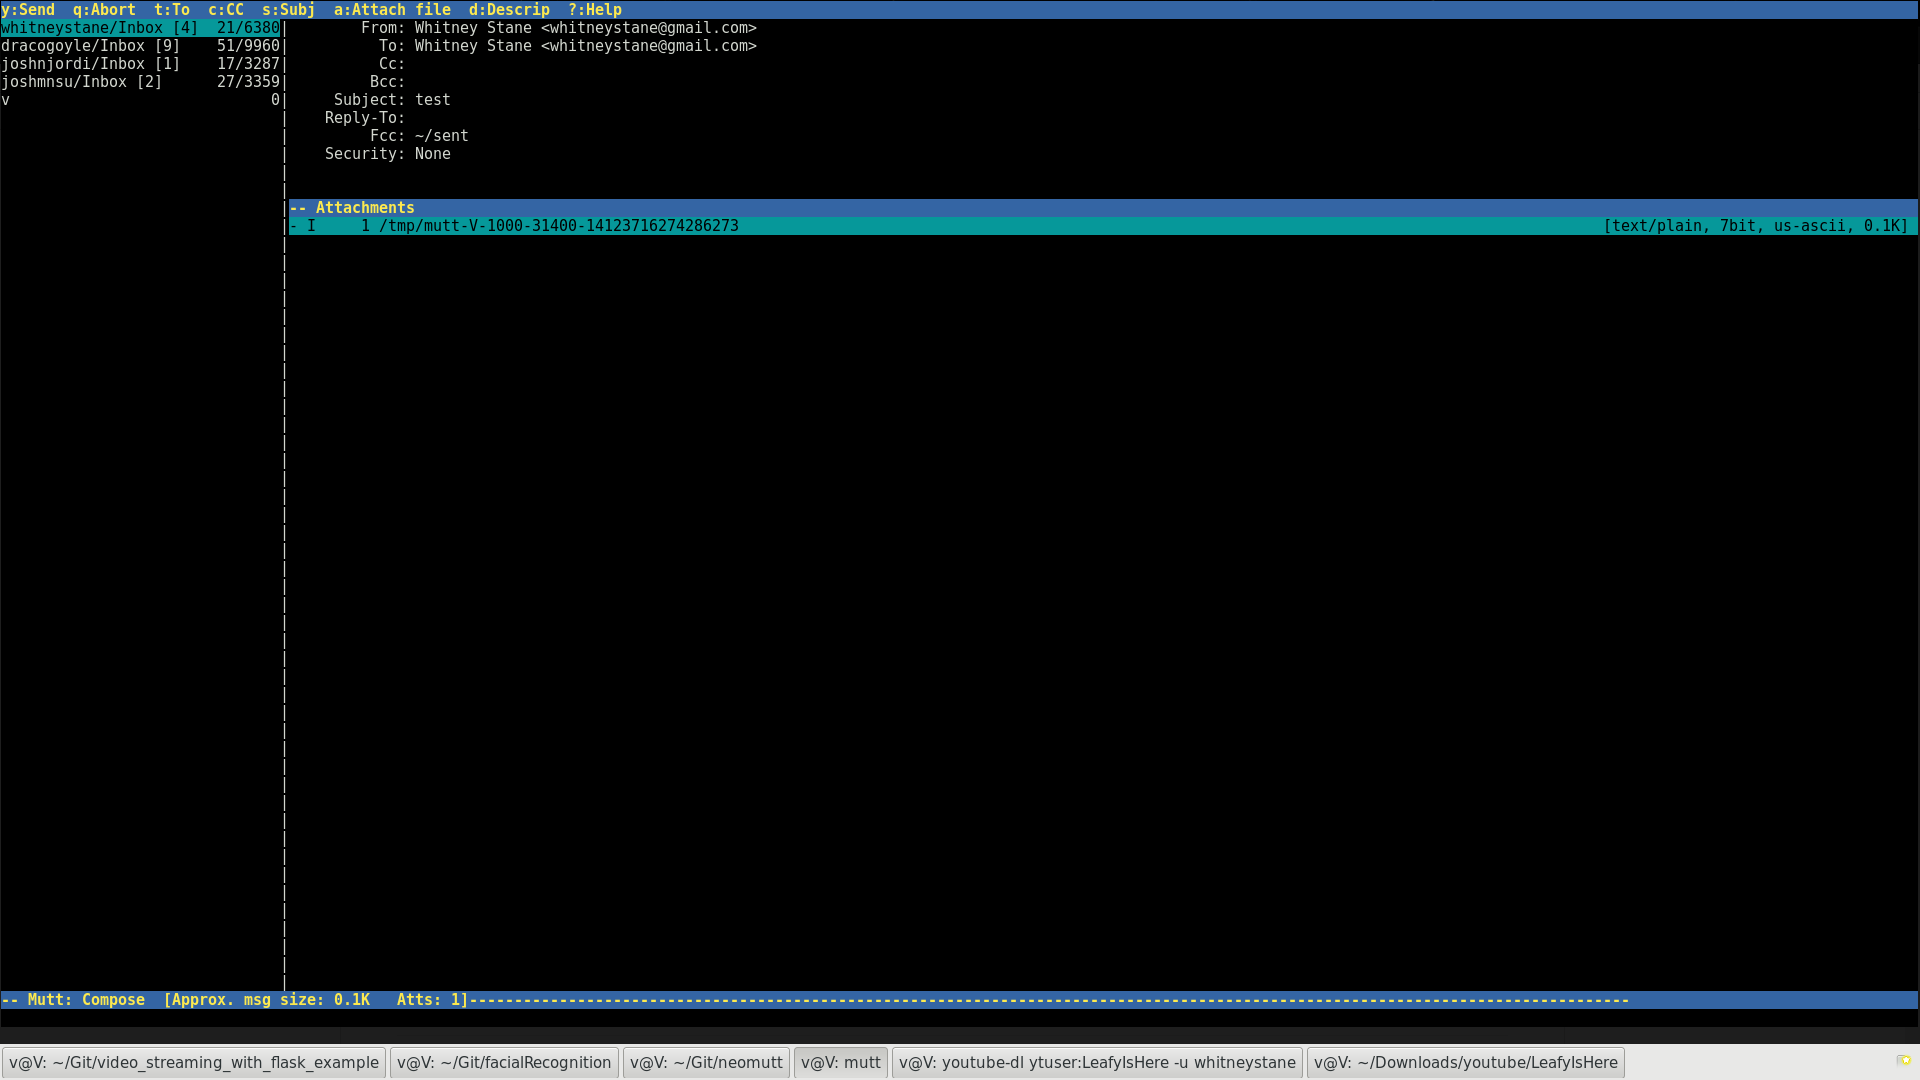 y:Send  q:Abort  t:To  c:CC  s:Subj  a:Attach file  d:Descrip  ?:Help
whitneystane/Inbox [4]  21/6380|        From: Whitney Stane <whitneystane@gmail.com>
dracogoyle/Inbox [9]    51/9960|          To: Whitney Stane <whitneystane@gmail.com>
joshnjordi/Inbox [1]    17/3287|          Cc:
joshmnsu/Inbox [2]      27/3359|         Bcc:
v                             0|     Subject: test
Reply-To:
Fcc: ~/sent
Security: None
-- Attachments
- I     1 /tmp/mutt-V-1000-31400-14123716274286273 [text/plain, 7bit, us-ascii, 0.1K]
-- Mutt: Compose  [Approx. msg size: 0.1K   Atts: 1]---------------------------------------------------------------------------------------------------------------------------------
v@V: ~/Git/video_streaming_with_flask_example v@V: ~/Git/facialRecognition v@V: ~/Git/neomutt v@V: mutt v@V: youtube-dl ytuser:LeafyIsHere -u whitneystane v@V: ~/Downloads/youtube/LeafyIsHere